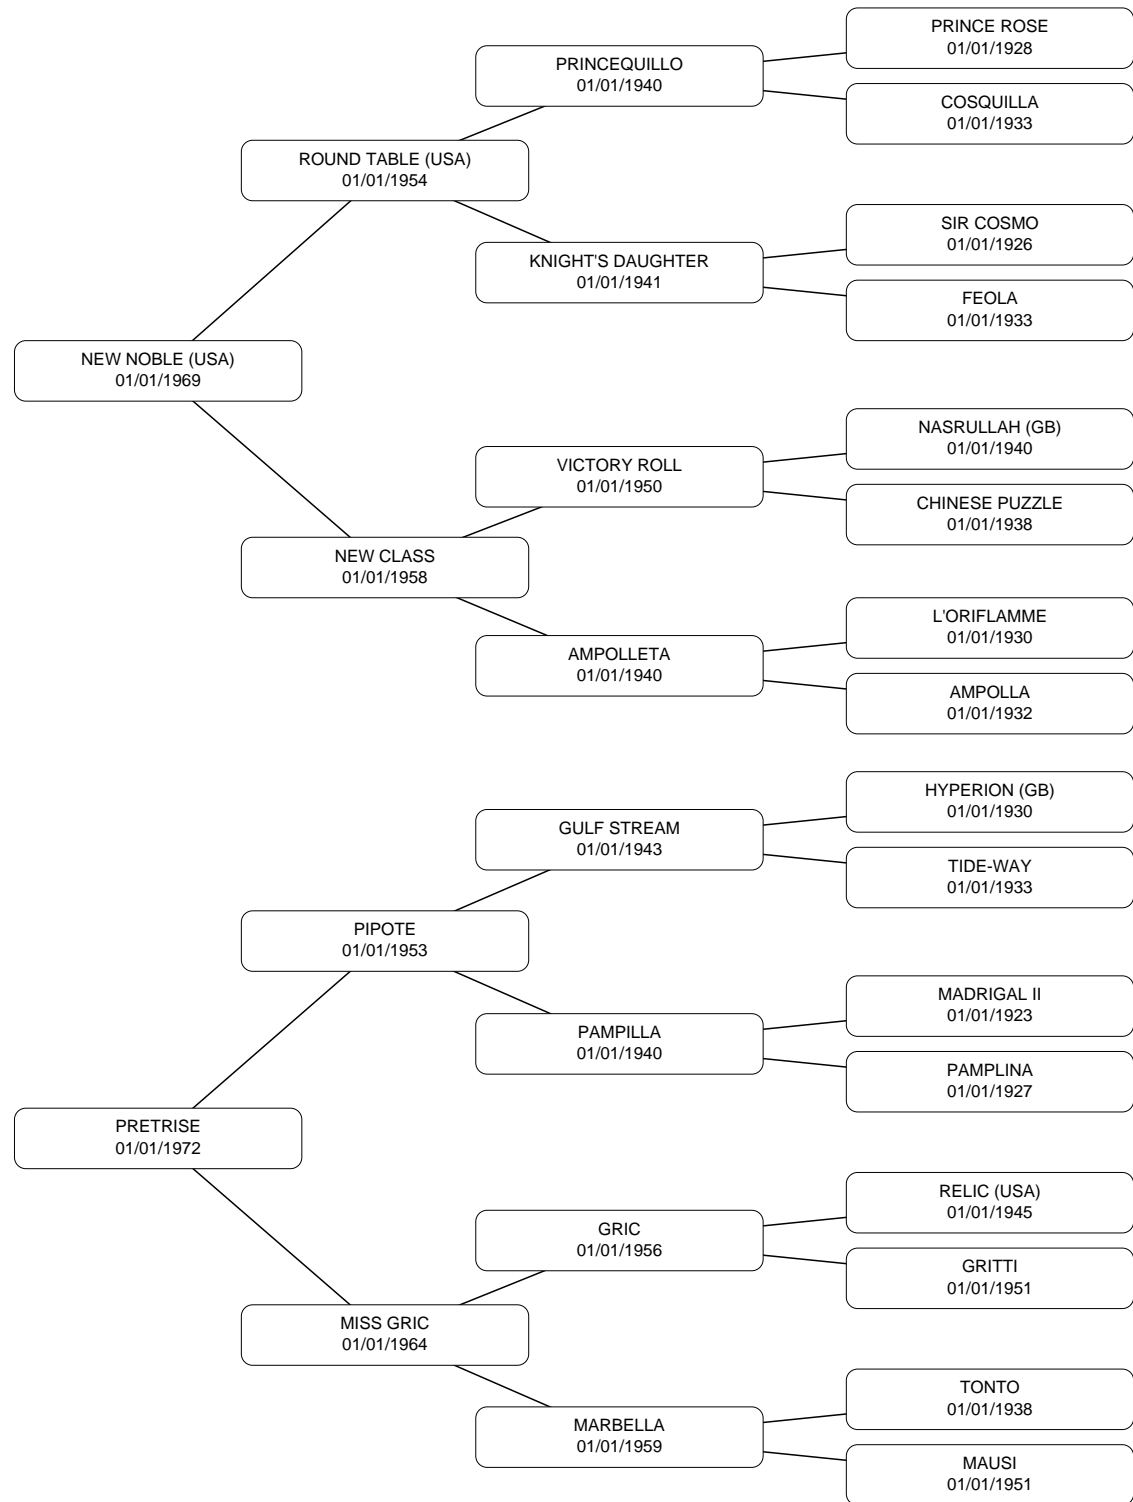 PRINCE ROSE
01/01/1928
PRINCEQUILLO
01/01/1940
COSQUILLA
01/01/1933
ROUND TABLE (USA)
01/01/1954
SIR COSMO
01/01/1926
KNIGHT'S DAUGHTER
01/01/1941
FEOLA
01/01/1933
NEW NOBLE (USA)
01/01/1969
NASRULLAH (GB)
01/01/1940
VICTORY ROLL
01/01/1950
CHINESE PUZZLE
01/01/1938
NEW CLASS
01/01/1958
L'ORIFLAMME
01/01/1930
AMPOLLETA
01/01/1940
AMPOLLA
01/01/1932
HYPERION (GB)
01/01/1930
GULF STREAM
01/01/1943
TIDE-WAY
01/01/1933
PIPOTE
01/01/1953
MADRIGAL II
01/01/1923
PAMPILLA
01/01/1940
PAMPLINA
01/01/1927
PRETRISE
01/01/1972
RELIC (USA)
01/01/1945
GRIC
01/01/1956
GRITTI
01/01/1951
MISS GRIC
01/01/1964
TONTO
01/01/1938
MARBELLA
01/01/1959
MAUSI
01/01/1951